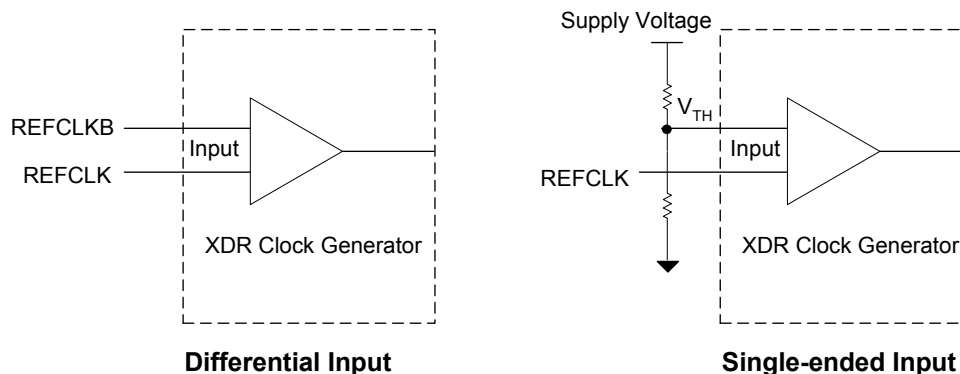 Supply Voltage
REFCLKB
Input
REFCLK
XDR Clock Generator
Differential Input
V_TH
Input
REFCLK
XDR Clock Generator
Single-ended Input